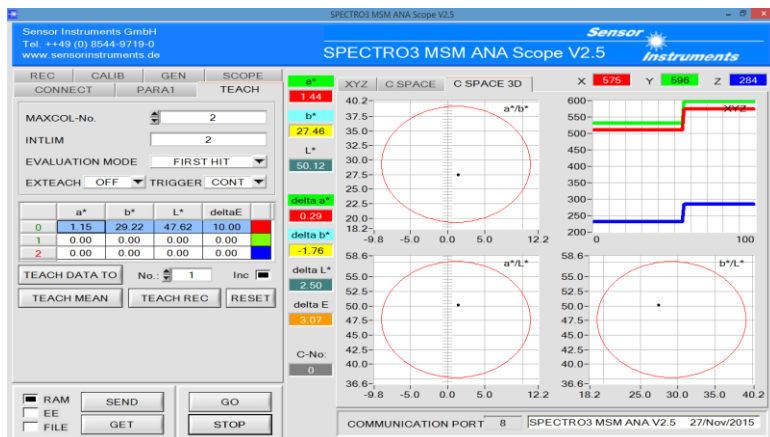 SPECTRO3 MSM ANA Scope V2.5
Sensor Instruments GmbH
Tel. ++49 (0) 8544-9719-0
www.sensorinstruments.de
SPECTRO3 MSM ANA Scope V2.5
Sensor
Instruments
REC CALIB GEN SCOPE
CONNECT PARA1 TEACH
MAXCOL-No. 2
INTLIM 2
EVALUATION MODE FIRST HIT
EXTEACH OFF TRIGGER CONT
a* b* L* deltaE
0 1.15 29.22 47.62 10.00
1 0.00 0.00 0.00 0.00
2 0.00 0.00 0.00 0.00
TEACH DATA TO No.: 1 Inc
TEACH MEAN TEACH REC RESET
RAM
EE
FILE
SEND GO
GET STOP
a*
1.44
b*
27.46
L*
50.12
delta a*
0.29
delta b*
-1.76
delta L*
2.50
delta E
3.07
C-No:
0
XYZ C SPACE C SPACE 3D
X 575 Y 596 Z 284
a*/b*
40.2
37.5
35.0
32.5
30.0
27.5
25.0
22.5
20.0
18.2
-9.8 -5.0 0.0 5.0 12.2
XYZ
600
550
500
450
400
350
300
250
200
0 100
a*/L*
58.6
55.0
52.5
50.0
47.5
45.0
42.5
40.0
36.6
-9.8 -5.0 0.0 5.0 12.2
b*/L*
58.6
55.0
52.5
50.0
47.5
45.0
42.5
40.0
36.6
18.2 25.0 30.0 35.0 40.2
COMMUNICATION PORT 8 SPECTRO3 MSM ANA V2.5 27/Nov/2015